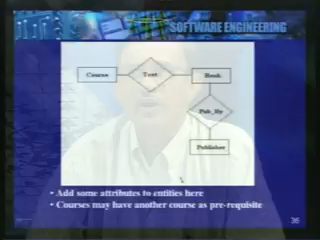 SOFTWARE ENGINEERING
Course
Text
Book
Pub_By
Publisher
• Add some attributes to entities here
• Courses may have another course as pre-requisite
36